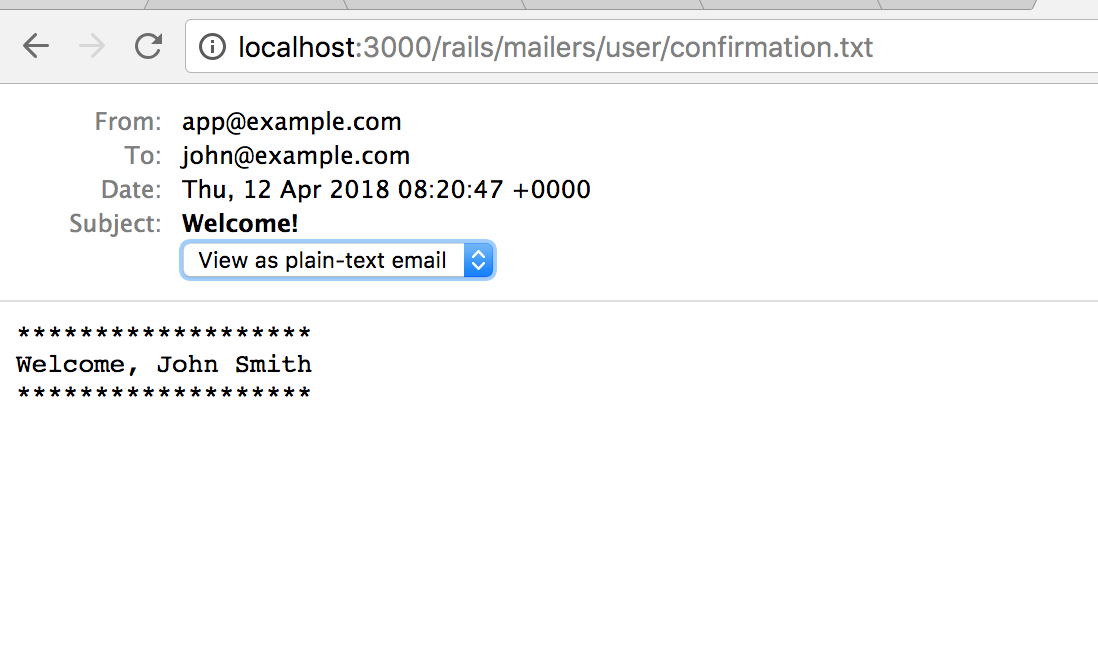 localhost:3000/rails/mailers/user/confirmation.txt
From: app@example.com
To: john@example.com
Date: Thu, 12 Apr 2018 08:20:47 +0000
Subject: Welcome!
View as plain-text email
*******************
Welcome, John Smith
*******************